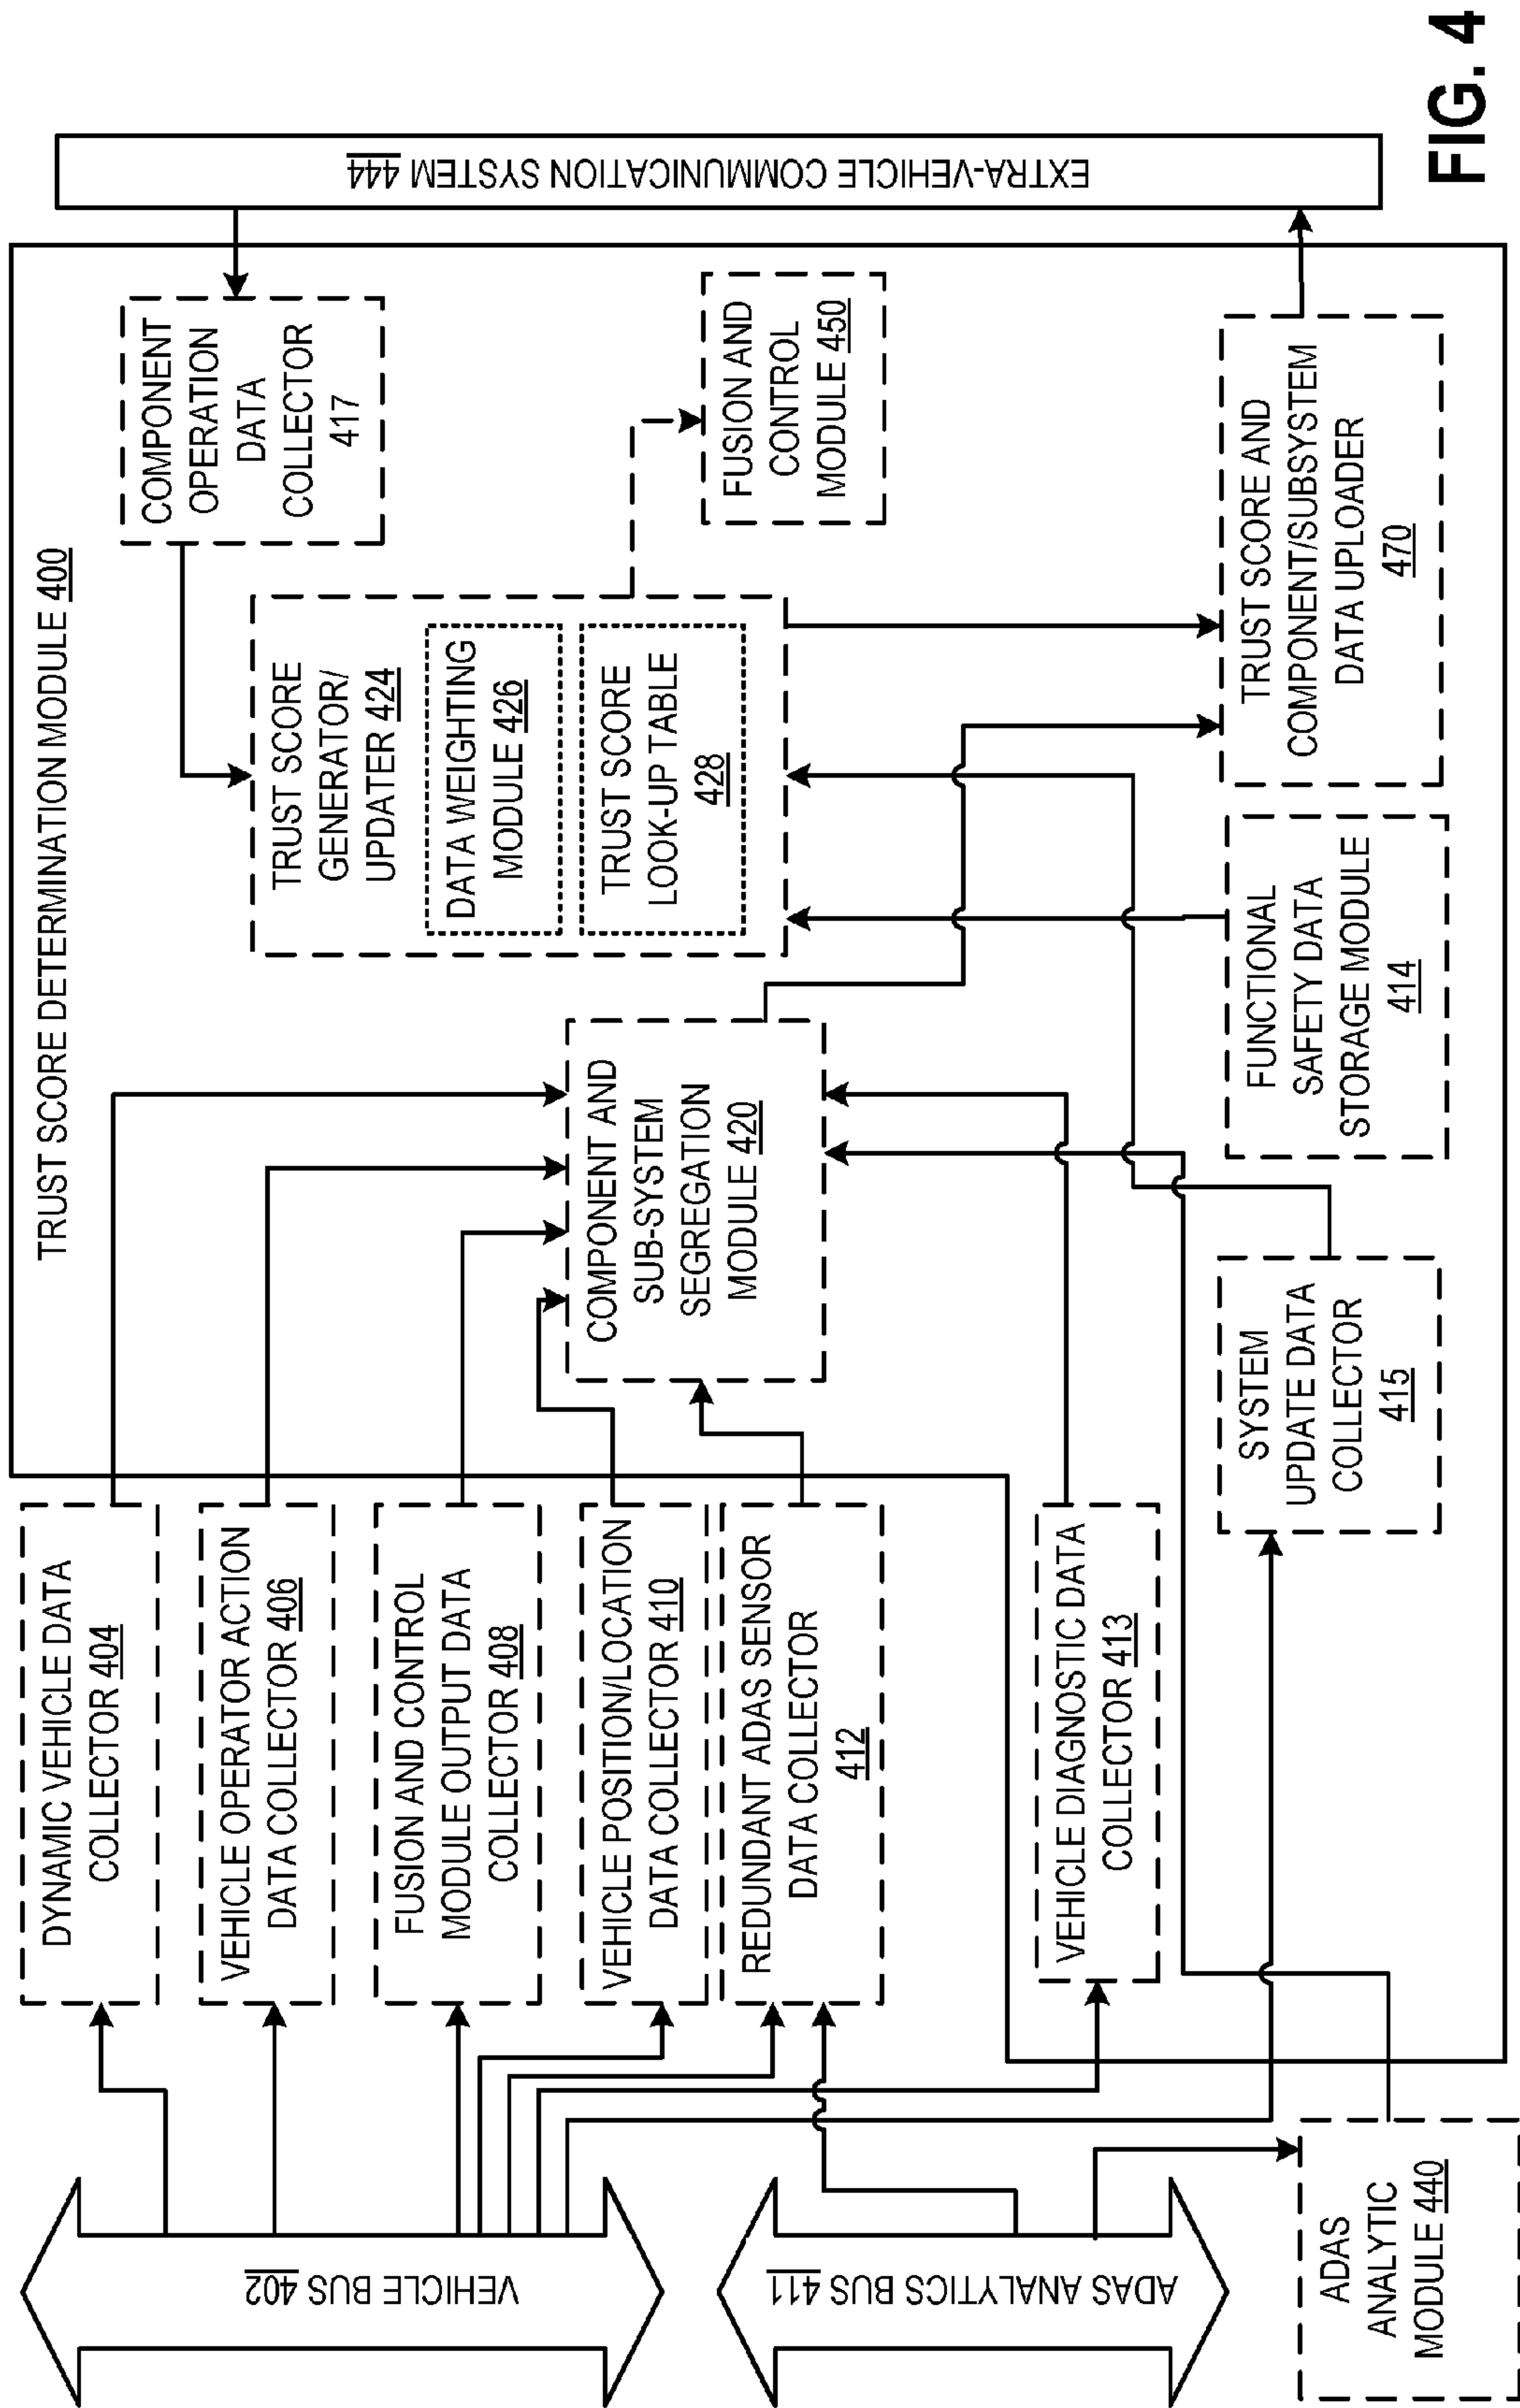 TRUST SCORE DETERMINATION MODULE 400
VEHICLE BUS 402
ADAS ANALYTICS BUS 411
ADAS
ANALYTIC
MODULE 440
DYNAMIC VEHICLE DATA
COLLECTOR 404
VEHICLE OPERATOR ACTION
DATA COLLECTOR 406
FUSION AND CONTROL
MODULE OUTPUT DATA
COLLECTOR 408
VEHICLE POSITION/LOCATION
DATA COLLECTOR 410
REDUNDANT ADAS SENSOR
DATA COLLECTOR
412
VEHICLE DIAGNOSTIC DATA
COLLECTOR 413
SYSTEM
UPDATE DATA
COLLECTOR
415
COMPONENT AND
SUB-SYSTEM
SEGREGATION
MODULE 420
FUNCTIONAL
SAFETY DATA
STORAGE MODULE
414
TRUST SCORE
GENERATOR/
UPDATER 424
DATA WEIGHTING
MODULE 426
TRUST SCORE
LOOK-UP TABLE
428
COMPONENT
OPERATION
DATA
COLLECTOR
417
FUSION AND
CONTROL
MODULE 450
TRUST SCORE AND
COMPONENT/SUBSYSTEM
DATA UPLOADER
470
EXTRA-VEHICLE COMMUNICATION SYSTEM 444
FIG. 4